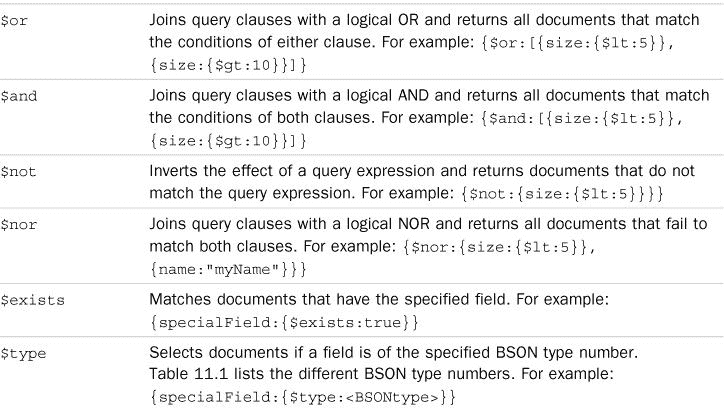 $or Joins query clauses with a logical OR and returns all documents that match
the conditions of either clause. For example: {$or:[{size:{$lt:5}},
{size:{$gt:10}}]}
$and Joins query clauses with a logical AND and returns all documents that match
the conditions of both clauses. For example: {$and:[{size:{$lt:5}},
{size:{$gt:10}}]}
$not Inverts the effect of a query expression and returns documents that do not
match the query expression. For example: {$not:{size:{$lt:5}}}}
$nor Joins query clauses with a logical NOR and returns all documents that fail to
match both clauses. For example: {$nor:{size:{$lt:5}},
{name:"myName"}}}
$exists Matches documents that have the specified field. For example:
{specialField:{$exists:true}}
$type Selects documents if a field is of the specified BSON type number.
Table 11.1 lists the different BSON type numbers. For example:
{specialField:{$type:<BSONtype>}}